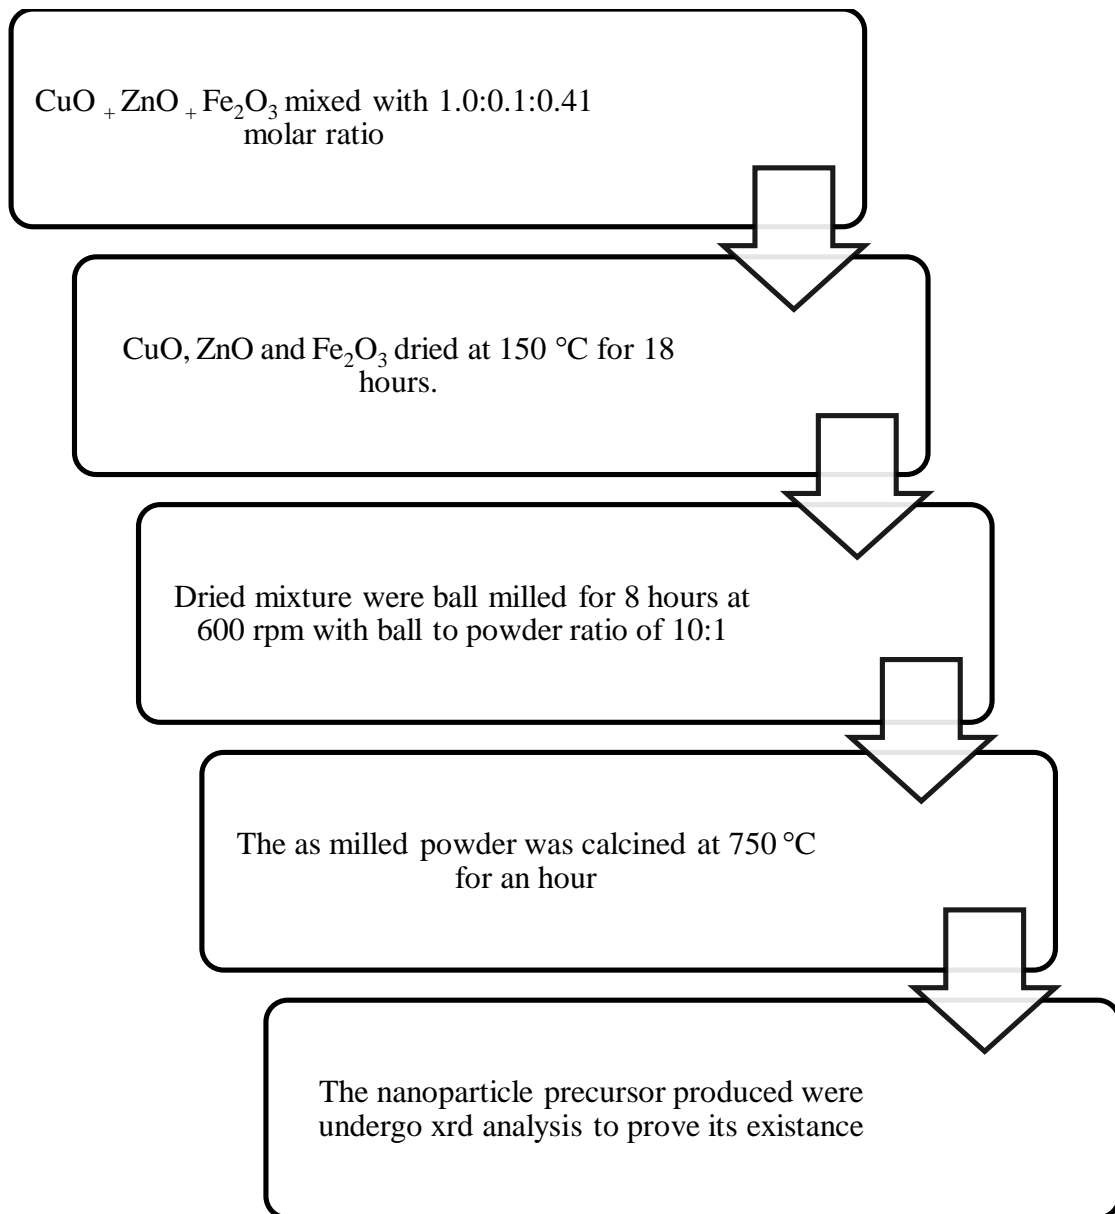 CuO + ZnO + Fe₂O₃ mixed with 1.0:0.1:0.41
molar ratio
CuO, ZnO and Fe₂O₃ dried at 150 °C for 18
hours.
Dried mixture were ball milled for 8 hours at
600 rpm with ball to powder ratio of 10:1
The as milled powder was calcined at 750 °C
for an hour
The nanoparticle precursor produced were
undergo xrd analysis to prove its existance